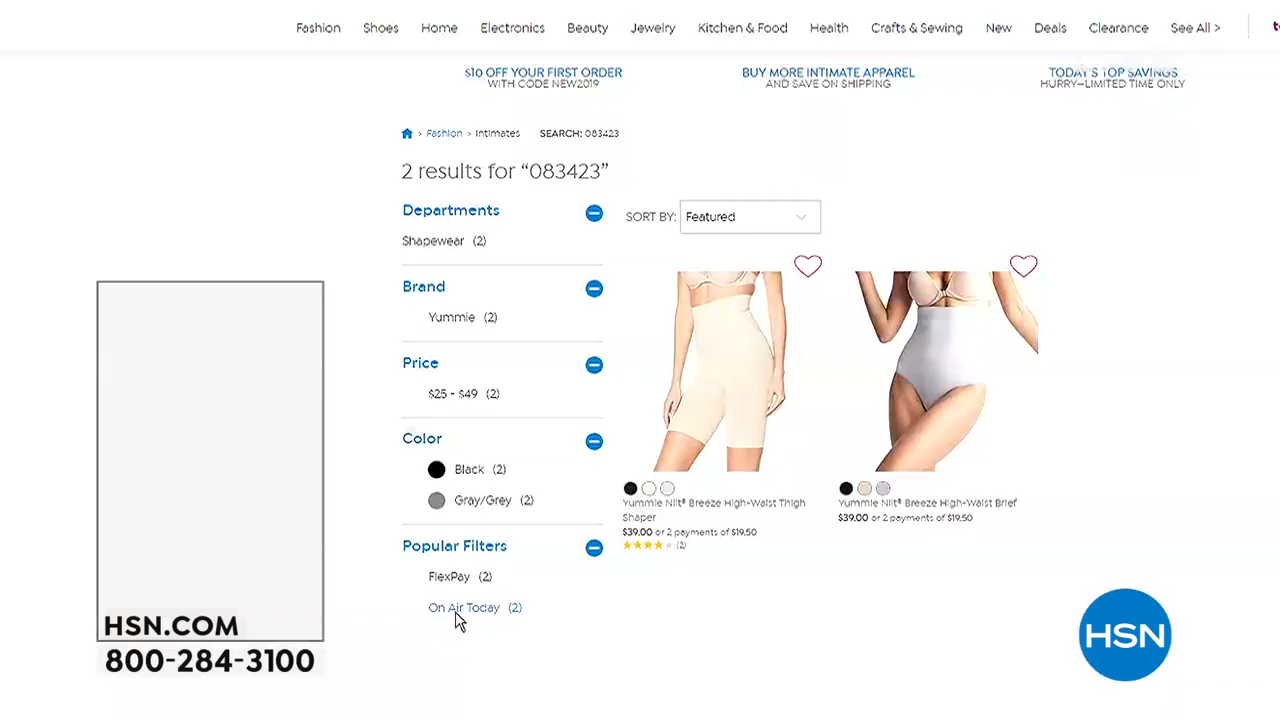 Fashion Shoes Home Electronics Beauty Jewelry Kitchen & Food Health Crafts & Sewing New Deals Clearance See All >
$10 OFF YOUR FIRST ORDER
WITH CODE NEW2019
BUY MORE INTIMATE APPAREL
AND SAVE ON SHIPPING
TODAY'S TOP SAVINGS
HURRY—LIMITED TIME ONLY
> Fashion > Intimates SEARCH: 083423
2 results for “083423”
Departments
Shapewear (2)
Brand
Yummie (2)
Price
$25 - $49 (2)
Color
Black (2)
Gray/Grey (2)
Popular Filters
FlexPay (2)
On Air Today (2)
SORT BY: Featured
Yummie Nilt® Breeze High-Waist Thigh
Shaper
$39.00 or 2 payments of $19.50
(2)
Yummie Nilt® Breeze High-Waist Brief
$39.00 or 2 payments of $19.50
HSN.COM
800-284-3100
HSN